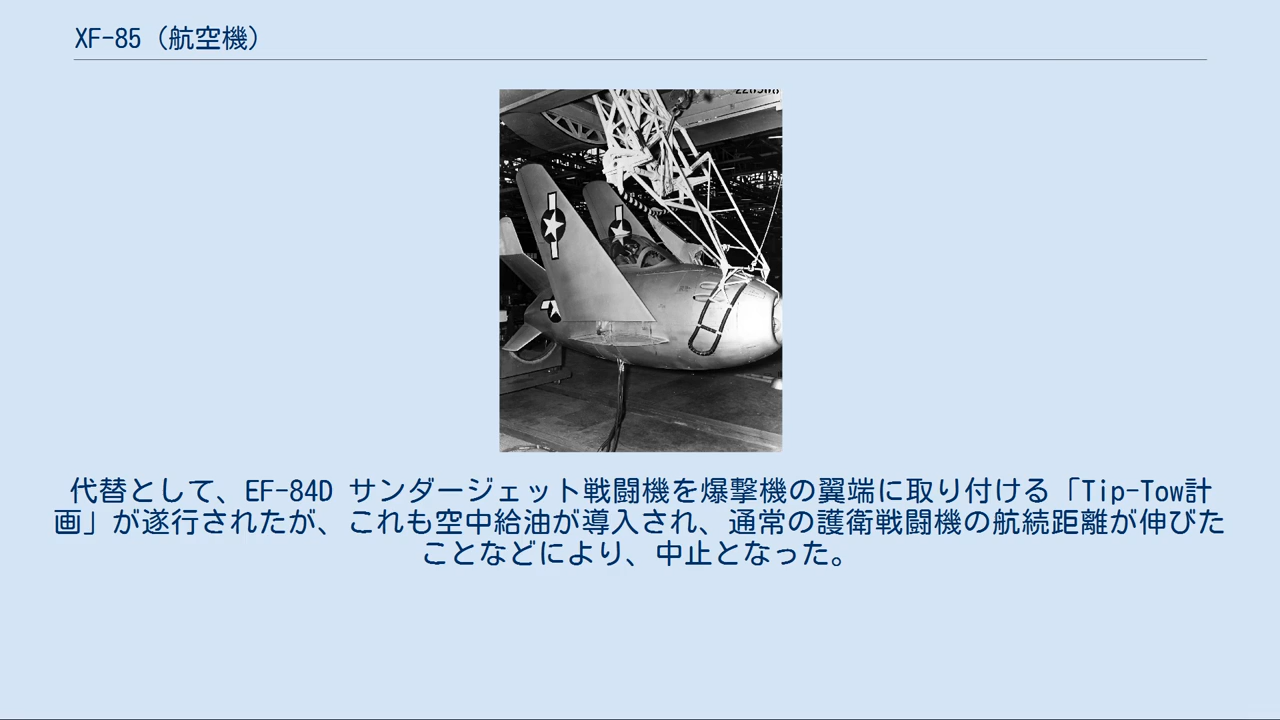 XF-85（航空機）
代替として、EF-84D サンダージェット戦闘機を爆撃機の翼端に取り付ける「Tip-Tow計
画」が遂行されたが、これも空中給油が導入され、通常の護衛戦闘機の航続距離が伸びた
ことなどにより、中止となった。